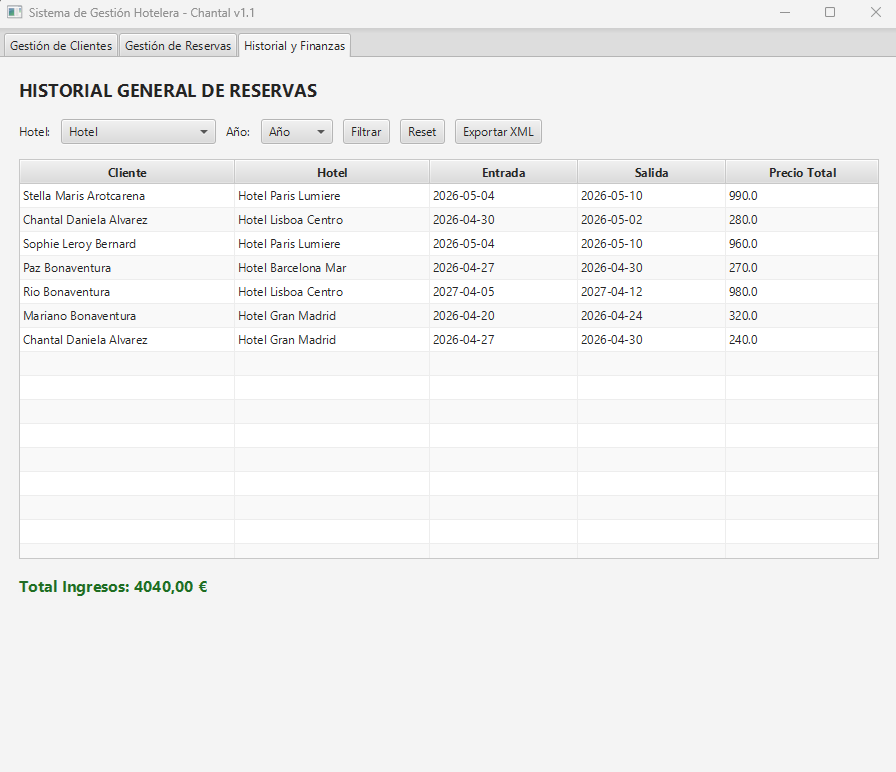 Sistema de Gestión Hotelera - Chantal v1.1
Gestión de Clientes Gestión de Reservas Historial y Finanzas
HISTORIAL GENERAL DE RESERVAS
Hotel: Hotel Año: Año Filtrar Reset Exportar XML
Cliente Hotel Entrada Salida Precio Total
Stella Maris Arotcarena Hotel Paris Lumiere 2026-05-04 2026-05-10 990.0
Chantal Daniela Alvarez Hotel Lisboa Centro 2026-04-30 2026-05-02 280.0
Sophie Leroy Bernard Hotel Paris Lumiere 2026-05-04 2026-05-10 960.0
Paz Bonaventura Hotel Barcelona Mar 2026-04-27 2026-04-30 270.0
Rio Bonaventura Hotel Lisboa Centro 2027-04-05 2027-04-12 980.0
Mariano Bonaventura Hotel Gran Madrid 2026-04-20 2026-04-24 320.0
Chantal Daniela Alvarez Hotel Gran Madrid 2026-04-27 2026-04-30 240.0
Total Ingresos: 4040,00 €